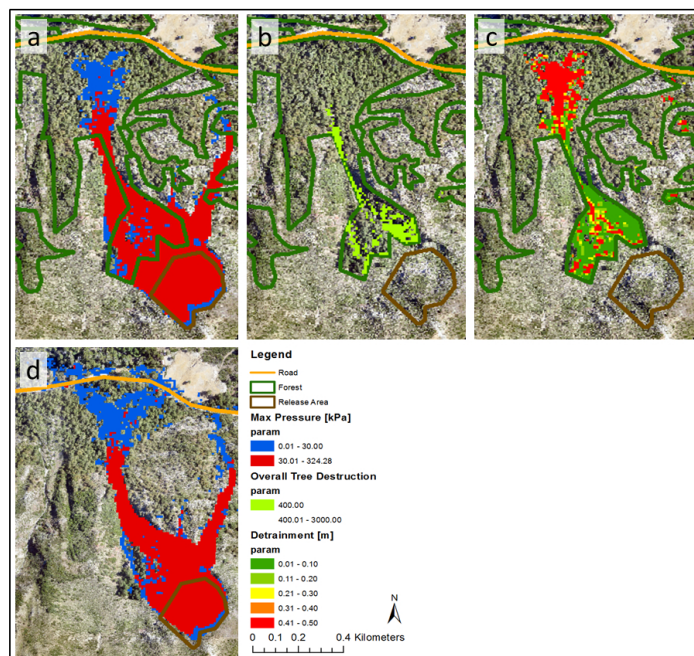 a
b
c
d
Legend
Road
Forest
Release Area
Max Pressure [kPa]
param
0.01 - 30.00
30.01 - 324.28
Overall Tree Destruction
param
400.00
400.01 - 3000.00
Detrainment [m]
param
0.01 - 0.10
0.11 - 0.20
0.21 - 0.30
0.31 - 0.40
0.41 - 0.50
N
0 0.1 0.2 0.4 Kilometers